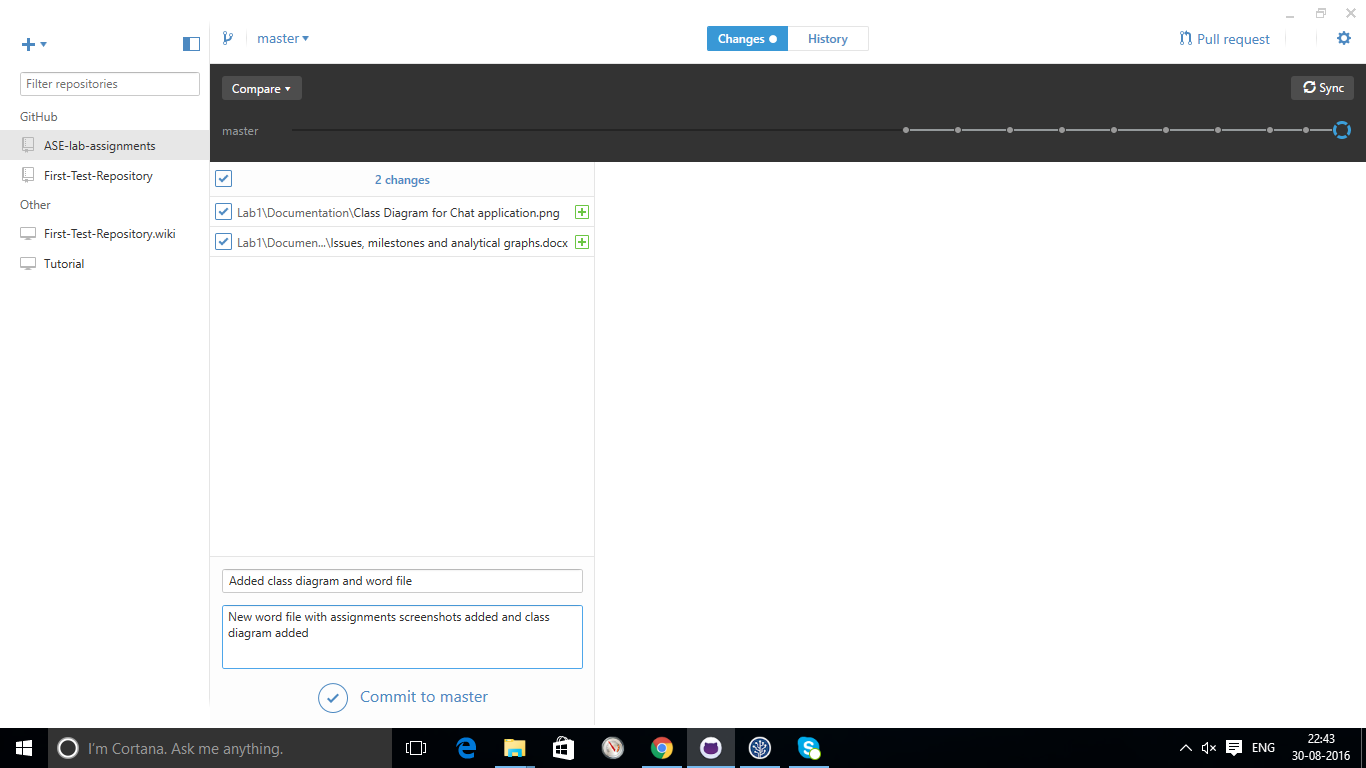 master
Changes
History
Pull request
Filter repositories
Compare
Sync
GitHub
master
ASE-lab-assignments
First-Test-Repository
2 changes
Other
Lab1\Documentation\Class Diagram for Chat application.png
First-Test-Repository.wiki
Lab1\Documen...\Issues, milestones and analytical graphs.docx
Tutorial
Added class diagram and word file
New word file with assignments screenshots added and class
diagram added
Commit to master
I'm Cortana. Ask me anything.
ENG
22:43
30-08-2016